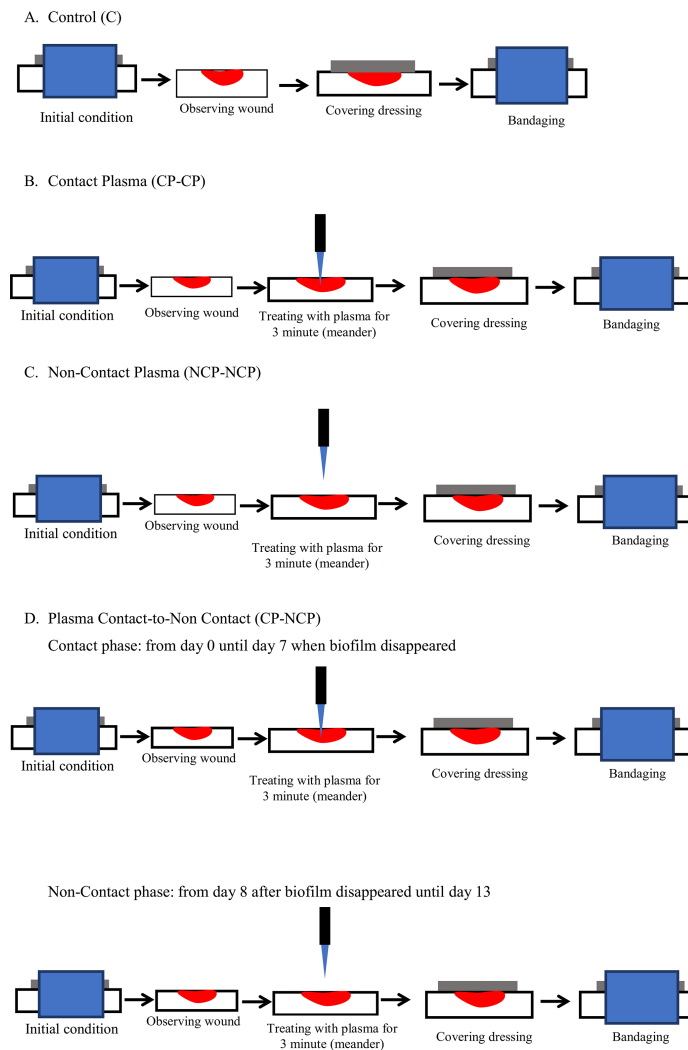 A. Control (C)
Initial condition
Observing wound
Covering dressing
Bandaging
B. Contact Plasma (CP-CP)
Initial condition
Observing wound
Treating with plasma for
3 minute (meander)
Covering dressing
Bandaging
C. Non-Contact Plasma (NCP-NCP)
Initial condition
Observing wound
Treating with plasma for
3 minute (meander)
Covering dressing
Bandaging
D. Plasma Contact-to-Non Contact (CP-NCP)
Contact phase: from day 0 until day 7 when biofilm disappeared
Initial condition
Observing wound
Treating with plasma for
3 minute (meander)
Covering dressing
Bandaging
Non-Contact phase: from day 8 after biofilm disappeared until day 13
Initial condition
Observing wound
Treating with plasma for
3 minute (meander)
Covering dressing
Bandaging